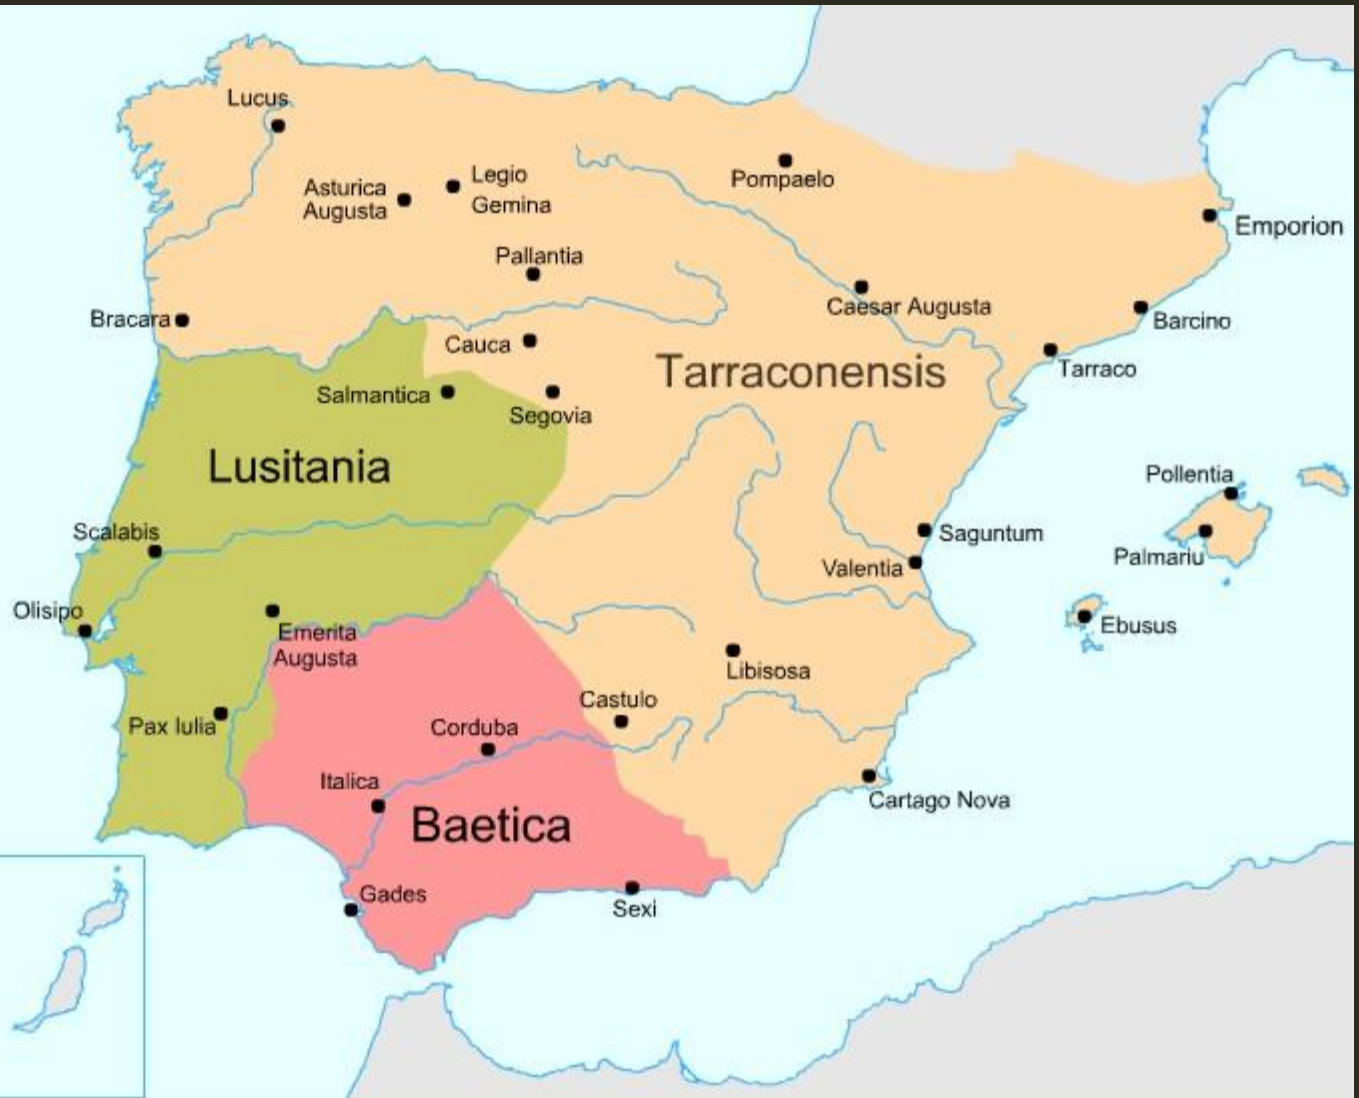 Lucus
Asturica
Augusta
Legio
Gemina
Pompaelo
Emporion
Pallantia
Bracara
Caesar Augusta
Barcino
Cauca
Tarraconensis
Tarraco
Salmantica
Segovia
Lusitania
Pollentia
Scalabis
Saguntum
Palmariu
Valentia
Olisipo
Emerita
Augusta
Ebusus
Libisosa
Castulo
Pax Iulia
Corduba
Italica
Cartago Nova
Baetica
Gades
Sexi